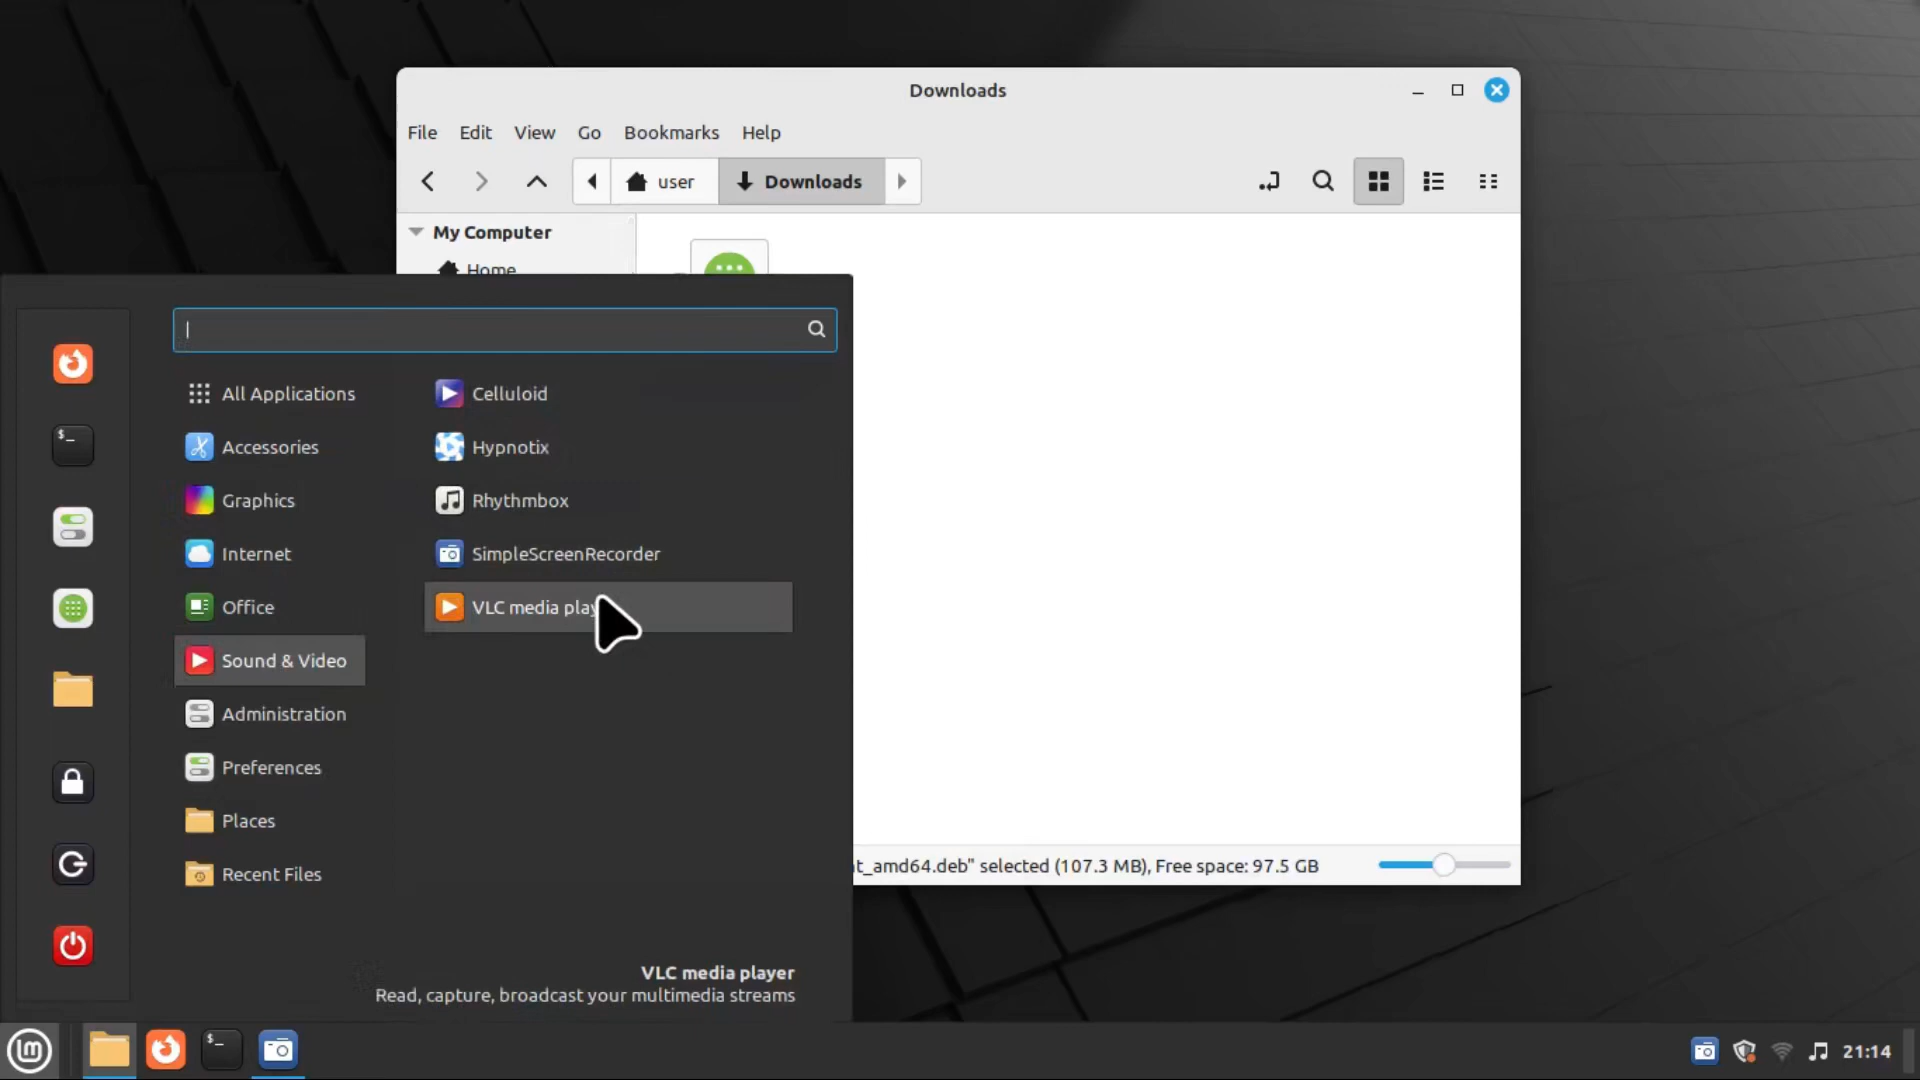 Downloads
File Edit View Go Bookmarks Help
user Downloads
My Computer
Home
All Applications
Accessories
Graphics
Internet
Office
Sound & Video
Administration
Preferences
Places
Recent Files
Celluloid
Hypnotix
Rhythmbox
SimpleScreenRecorder
VLC media play
t_amd64.deb" selected (107.3 MB), Free space: 97.5 GB
VLC media player
Read, capture, broadcast your multimedia streams
$_
$_
21:14